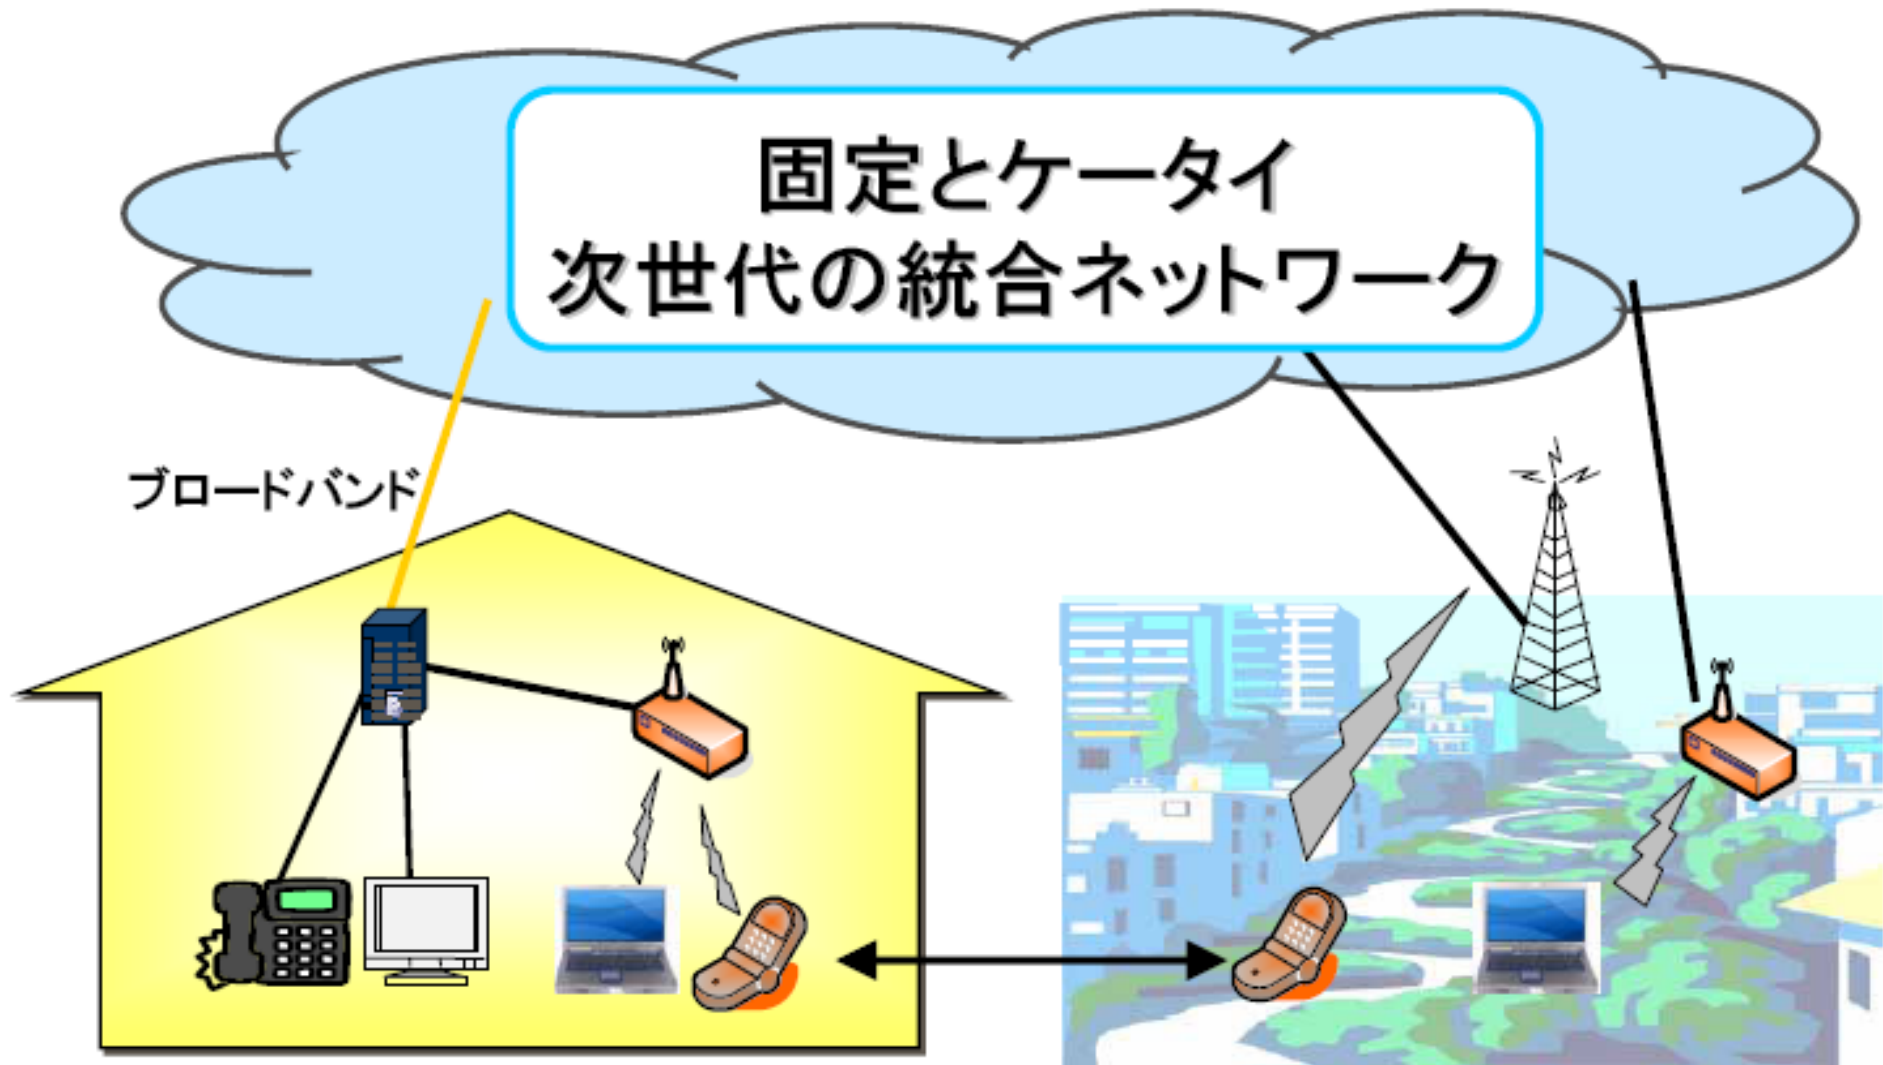 固定とケータイ
次世代の統合ネットワーク
ブロードバンド